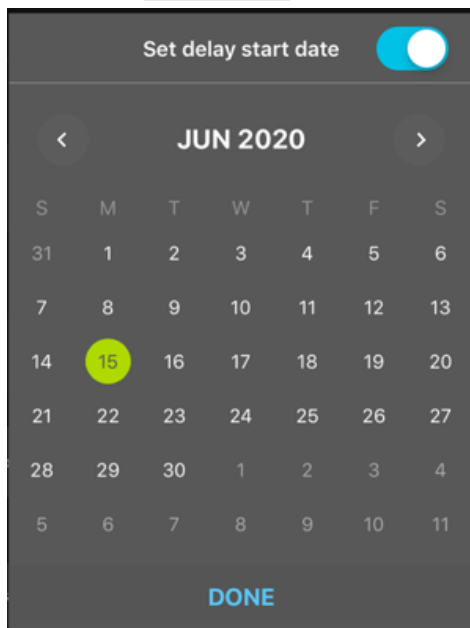 Set delay start date
< JUN 2020 >
S M T W T F S
31 1 2 3 4 5 6
7 8 9 10 11 12 13
14 15 16 17 18 19 20
21 22 23 24 25 26 27
28 29 30 1 2 3 4
5 6 7 8 9 10 11
DONE